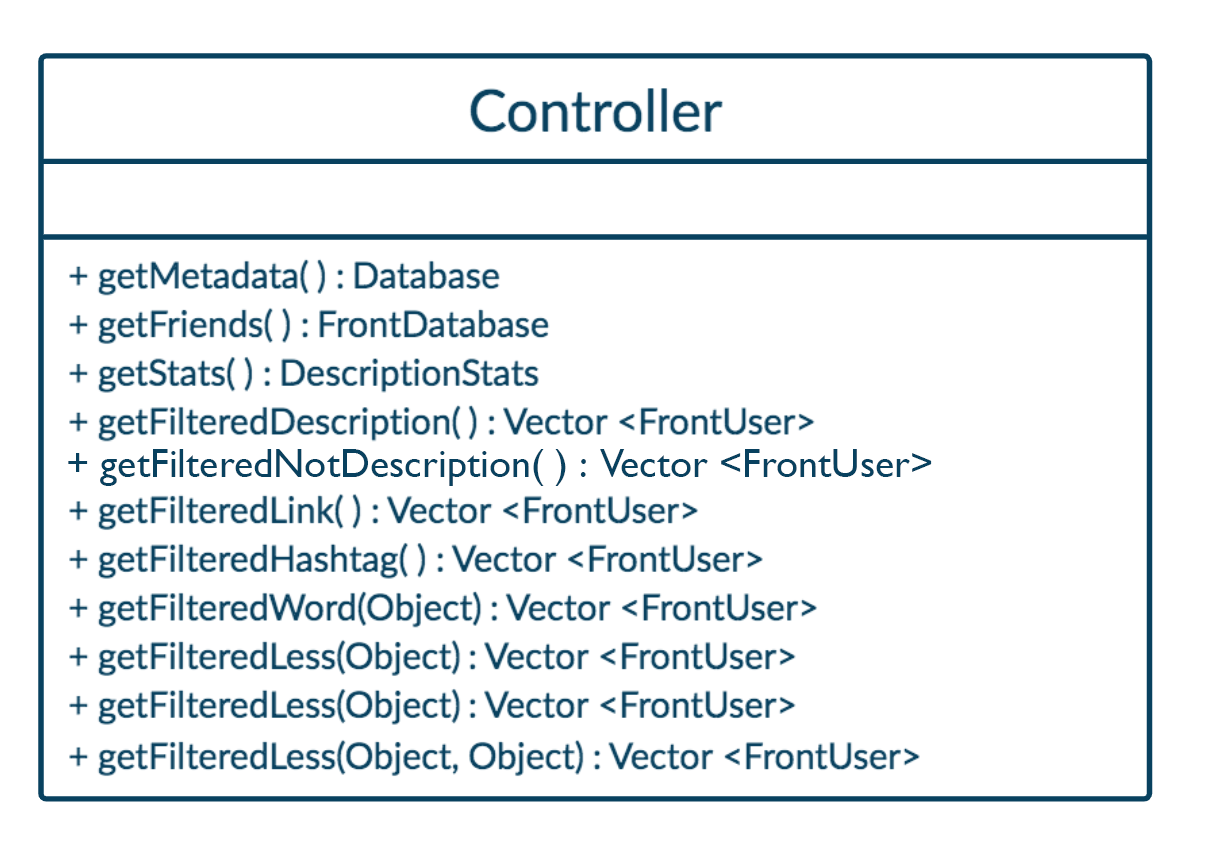 Controller
+ getMetadata( ) : Database
+ getFriends( ) : FrontDatabase
+ getStats( ) : DescriptionStats
+ getFilteredDescription( ) : Vector <FrontUser>
+ getFilteredNotDescription( ) : Vector <FrontUser>
+ getFilteredLink( ) : Vector <FrontUser>
+ getFilteredHashtag( ) : Vector <FrontUser>
+ getFilteredWord(Object) : Vector <FrontUser>
+ getFilteredLess(Object) : Vector <FrontUser>
+ getFilteredLess(Object) : Vector <FrontUser>
+ getFilteredLess(Object, Object) : Vector <FrontUser>